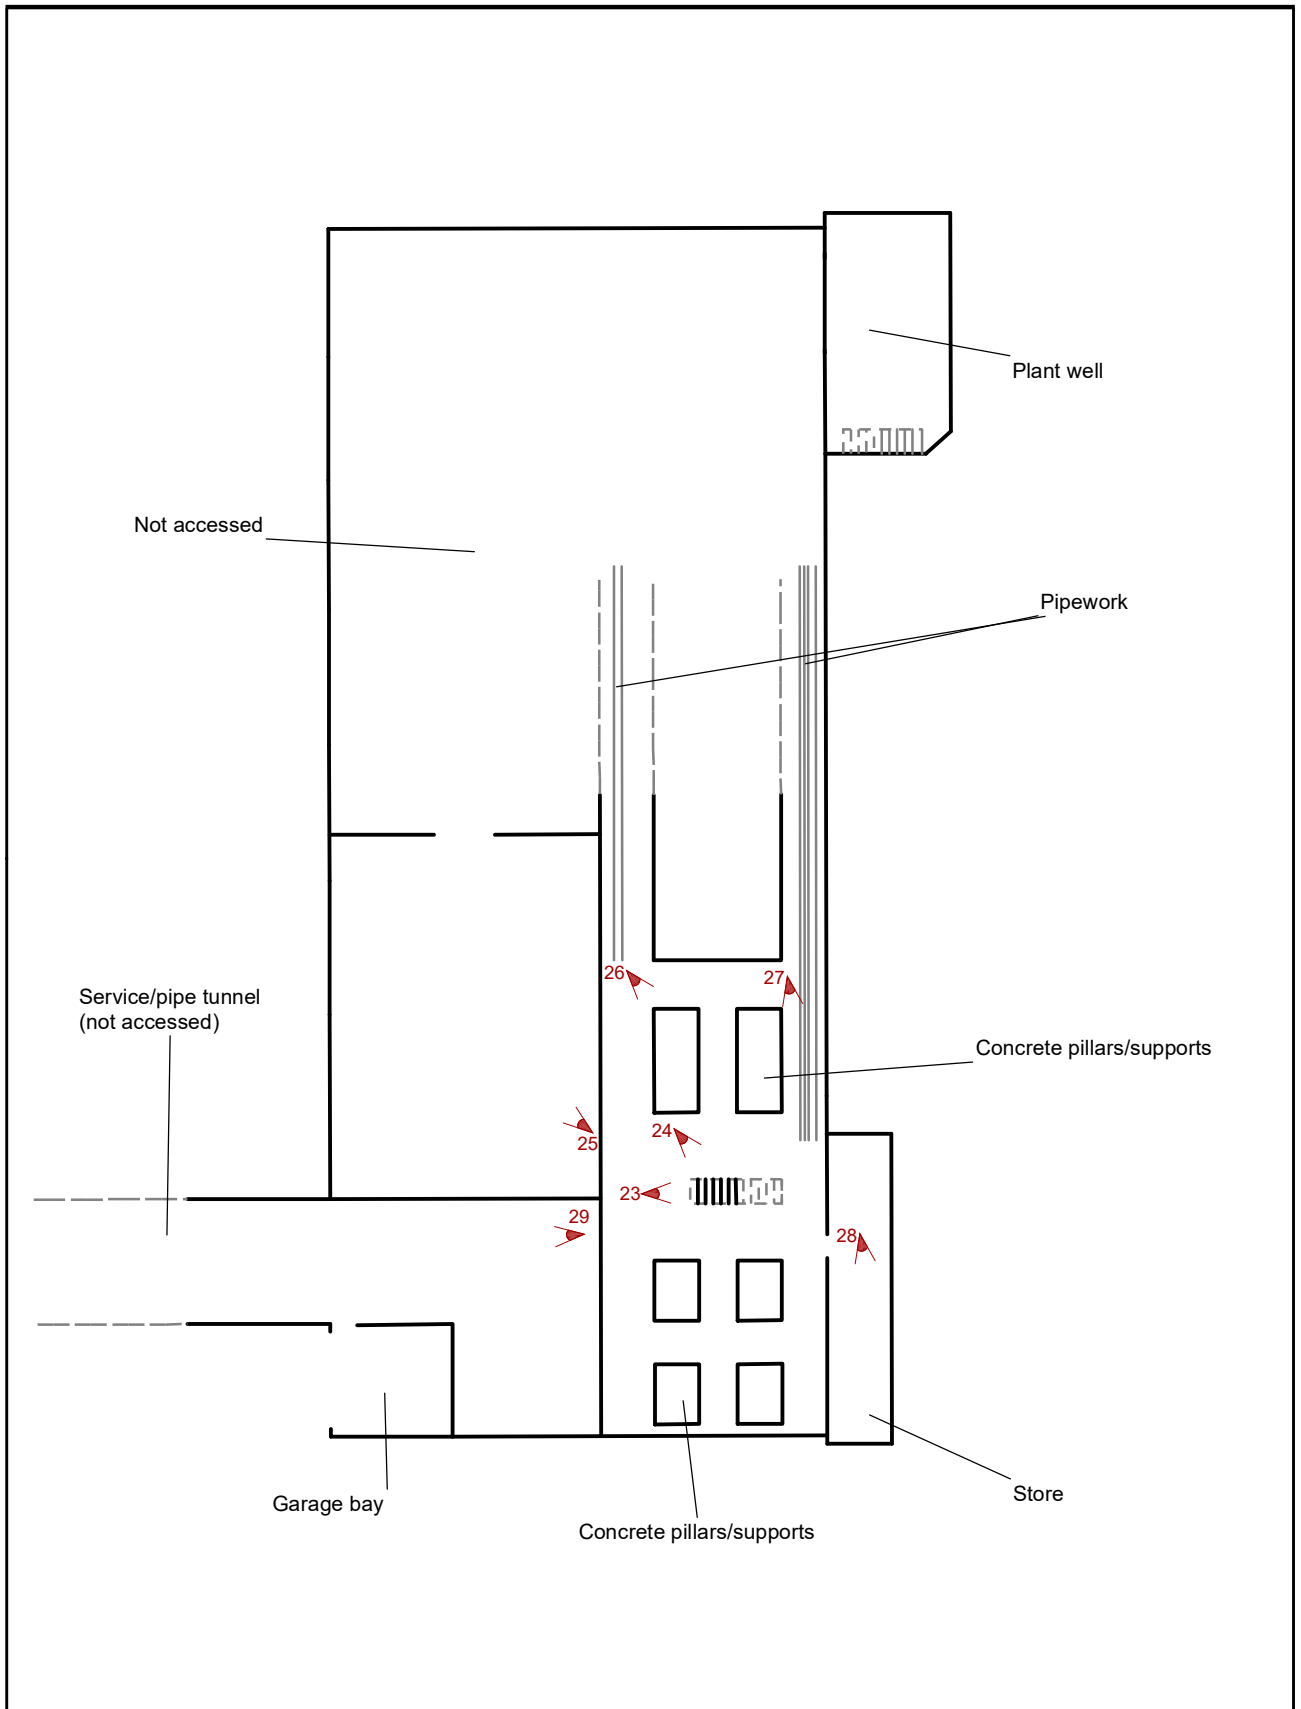 Plant well
Not accessed
Pipework
26
27
Service/pipe tunnel
(not accessed)
Concrete pillars/supports
24
25
23
29
28
Store
Garage bay
Concrete pillars/supports